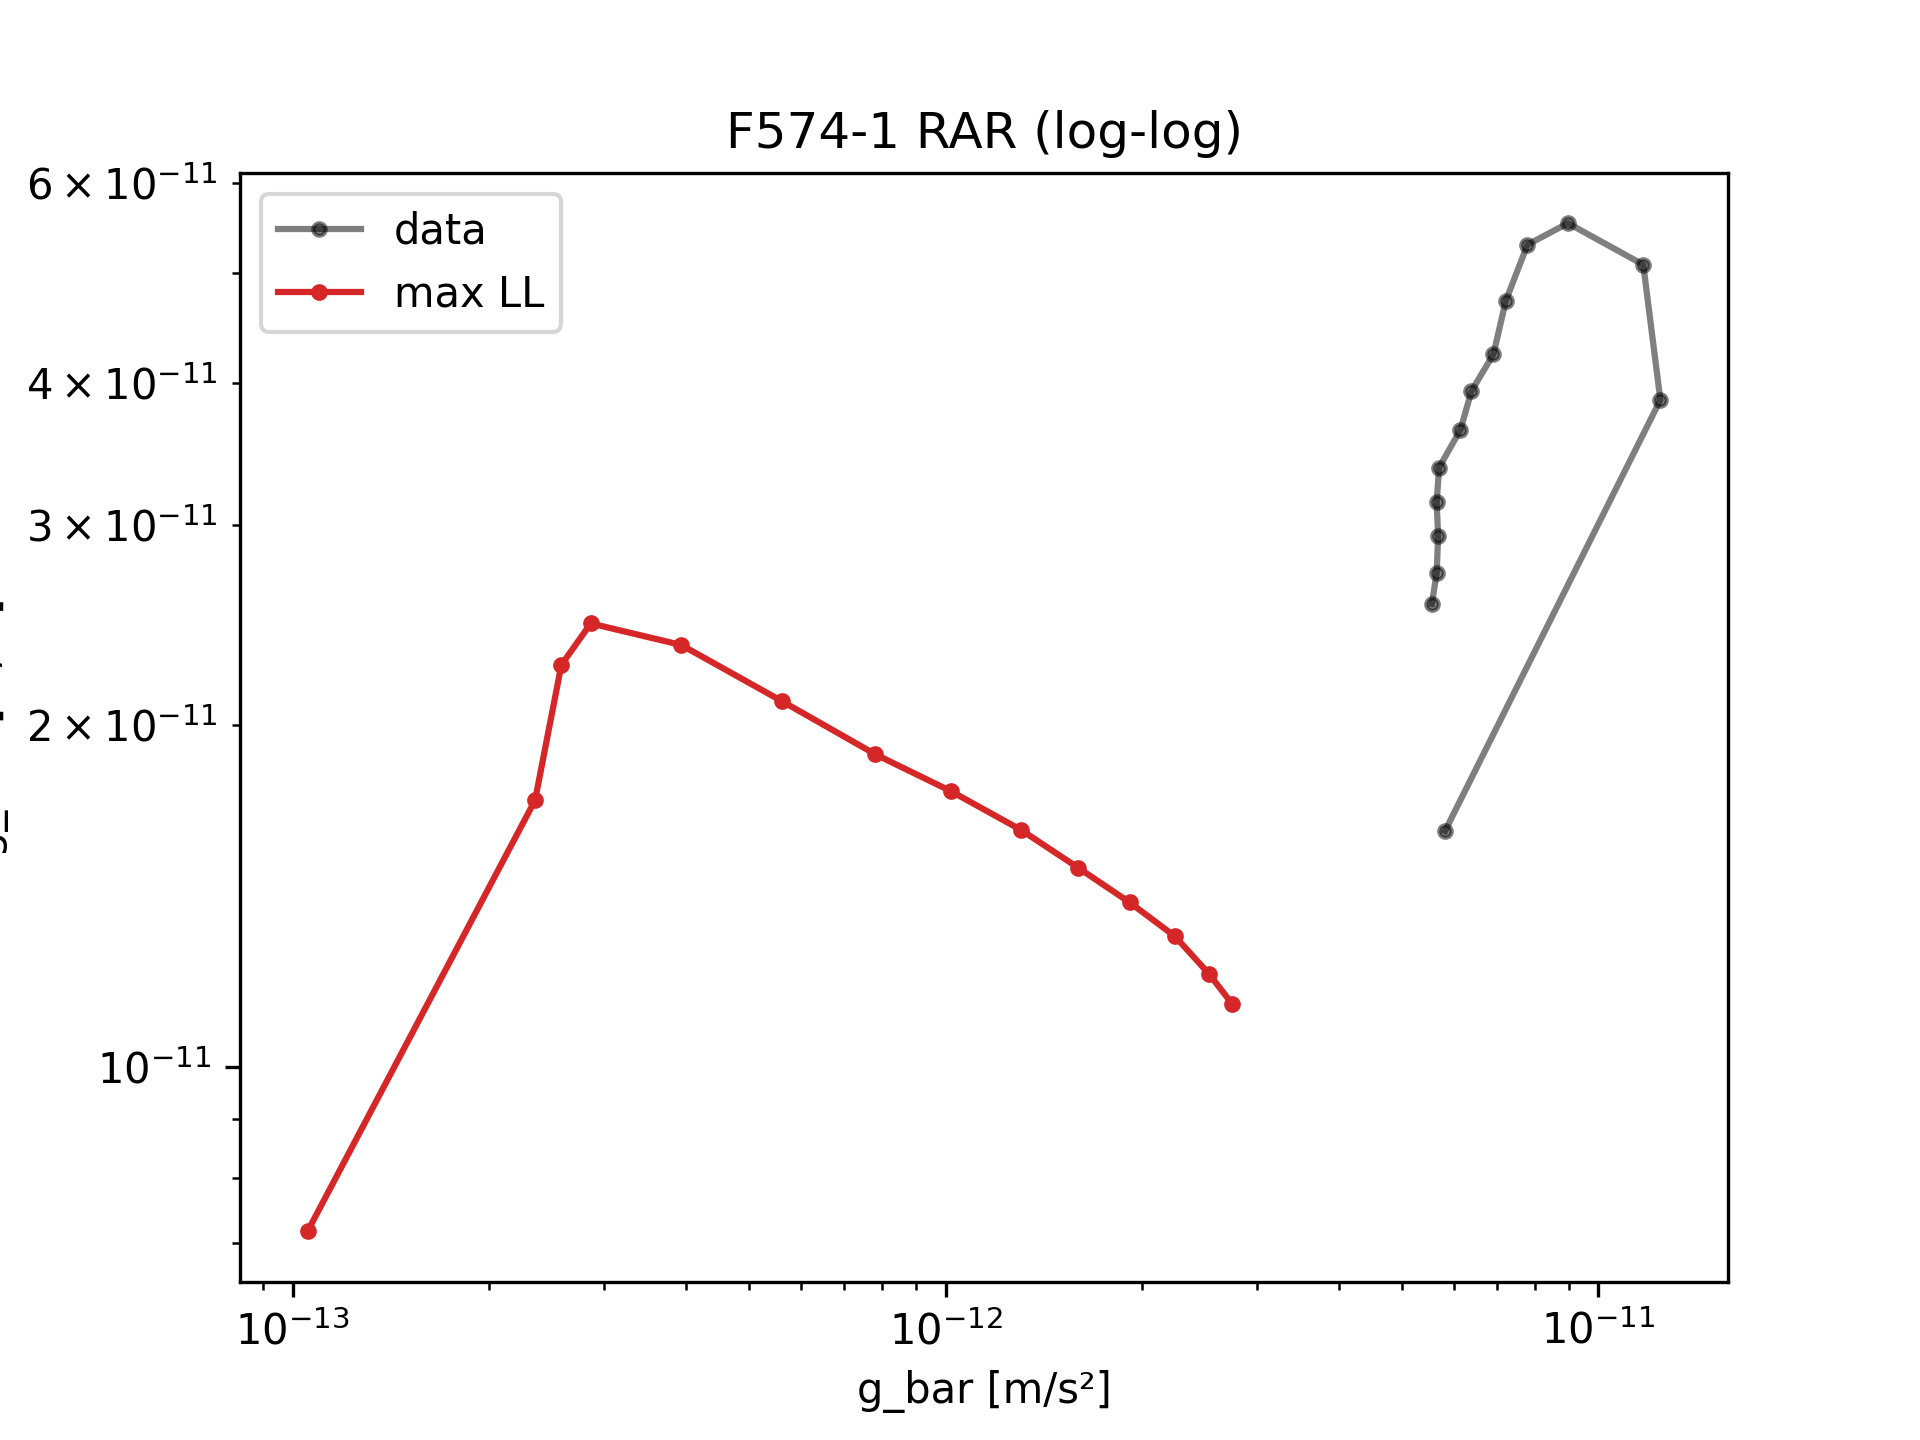 F574-1 RAR (log-log)
6 × 10⁻¹¹
4 × 10⁻¹¹
3 × 10⁻¹¹
2 × 10⁻¹¹
10⁻¹¹
data
max LL
10⁻¹³
10⁻¹²
10⁻¹¹
g_bar [m/s²]